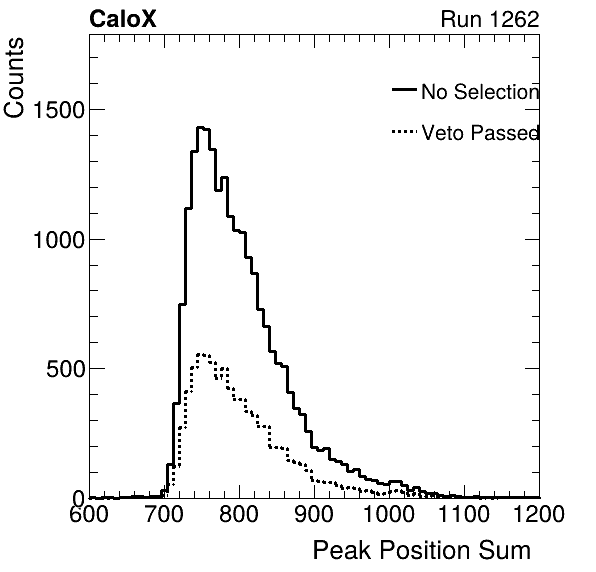 CaloX Run 1262
Counts
No Selection
Veto Passed
1500
1000
500
0
600 700 800 900 1000 1100 1200
Peak Position Sum